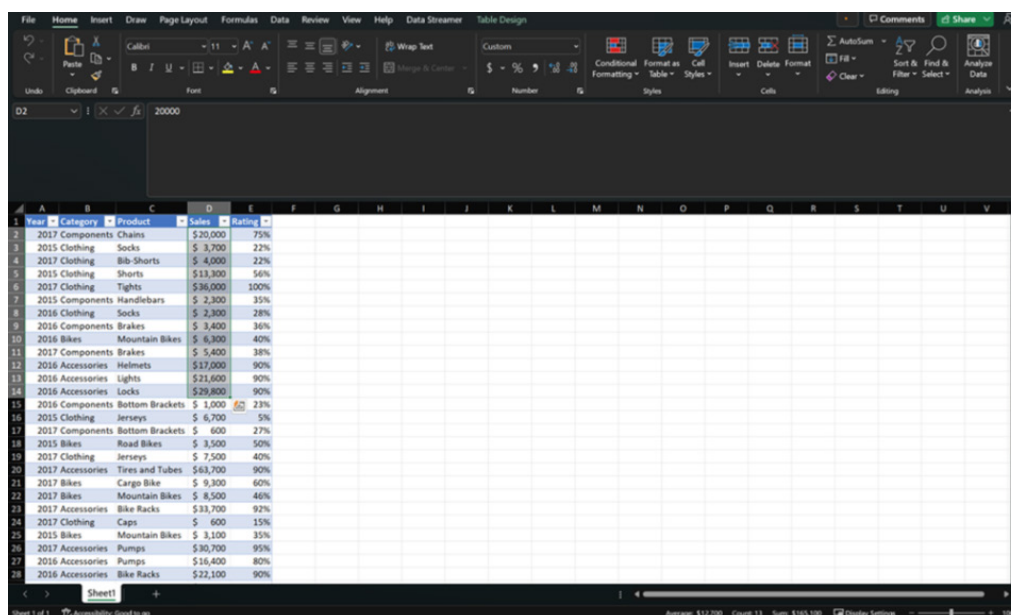 File Home Insert Draw Page Layout Formulas Data Review View Help Data Streamer Table Design Comments Share
Calibri 11 A A Wrap Text Custom AutoSum
Paste Conditional Format as Cell Insert Delete Format Fill Sort & Find & Analyze
B I U A Merge & Center $ % 9 Formatting Table Styles Clear Filter Select Data
Undo Clipboard Font Alignment Number Styles Cells Editing Analysis
D2 fx 20000
A B C D E F G H I J K L M N O P Q R S T U V
1 Year Category Product Sales Rating
2 2017 Components Chains $20,000 75%
3 2015 Clothing Socks $ 3,700 22%
4 2017 Clothing Bib-Shorts $ 4,000 22%
5 2015 Clothing Shorts $13,300 56%
6 2017 Clothing Tights $36,000 100%
7 2015 Components Handlebars $ 2,300 35%
8 2016 Clothing Socks $ 2,300 28%
9 2016 Components Brakes $ 3,400 36%
10 2016 Bikes Mountain Bikes $ 6,300 40%
11 2017 Components Brakes $ 5,400 38%
12 2016 Accessories Helmets $17,000 90%
13 2016 Accessories Lights $21,600 90%
14 2016 Accessories Locks $29,800 90%
15 2016 Components Bottom Brackets $ 1,000 23%
16 2015 Clothing Jerseys $ 6,700 5%
17 2017 Components Bottom Brackets $ 600 27%
18 2015 Bikes Road Bikes $ 3,500 50%
19 2017 Clothing Jerseys $ 7,500 40%
20 2017 Accessories Tires and Tubes $63,700 90%
21 2017 Bikes Cargo Bike $ 9,300 60%
22 2017 Bikes Mountain Bikes $ 8,500 46%
23 2017 Accessories Bike Racks $33,700 92%
24 2017 Clothing Caps $ 600 15%
25 2015 Bikes Mountain Bikes $ 3,100 35%
26 2017 Accessories Pumps $30,700 95%
27 2016 Accessories Pumps $16,400 80%
28 2016 Accessories Bike Racks $22,100 90%
Sheet1
Sheet 1 of 1 Accessibility: Good to go Average: $12,700 Count: 13 Sum: $165,100 Display Settings